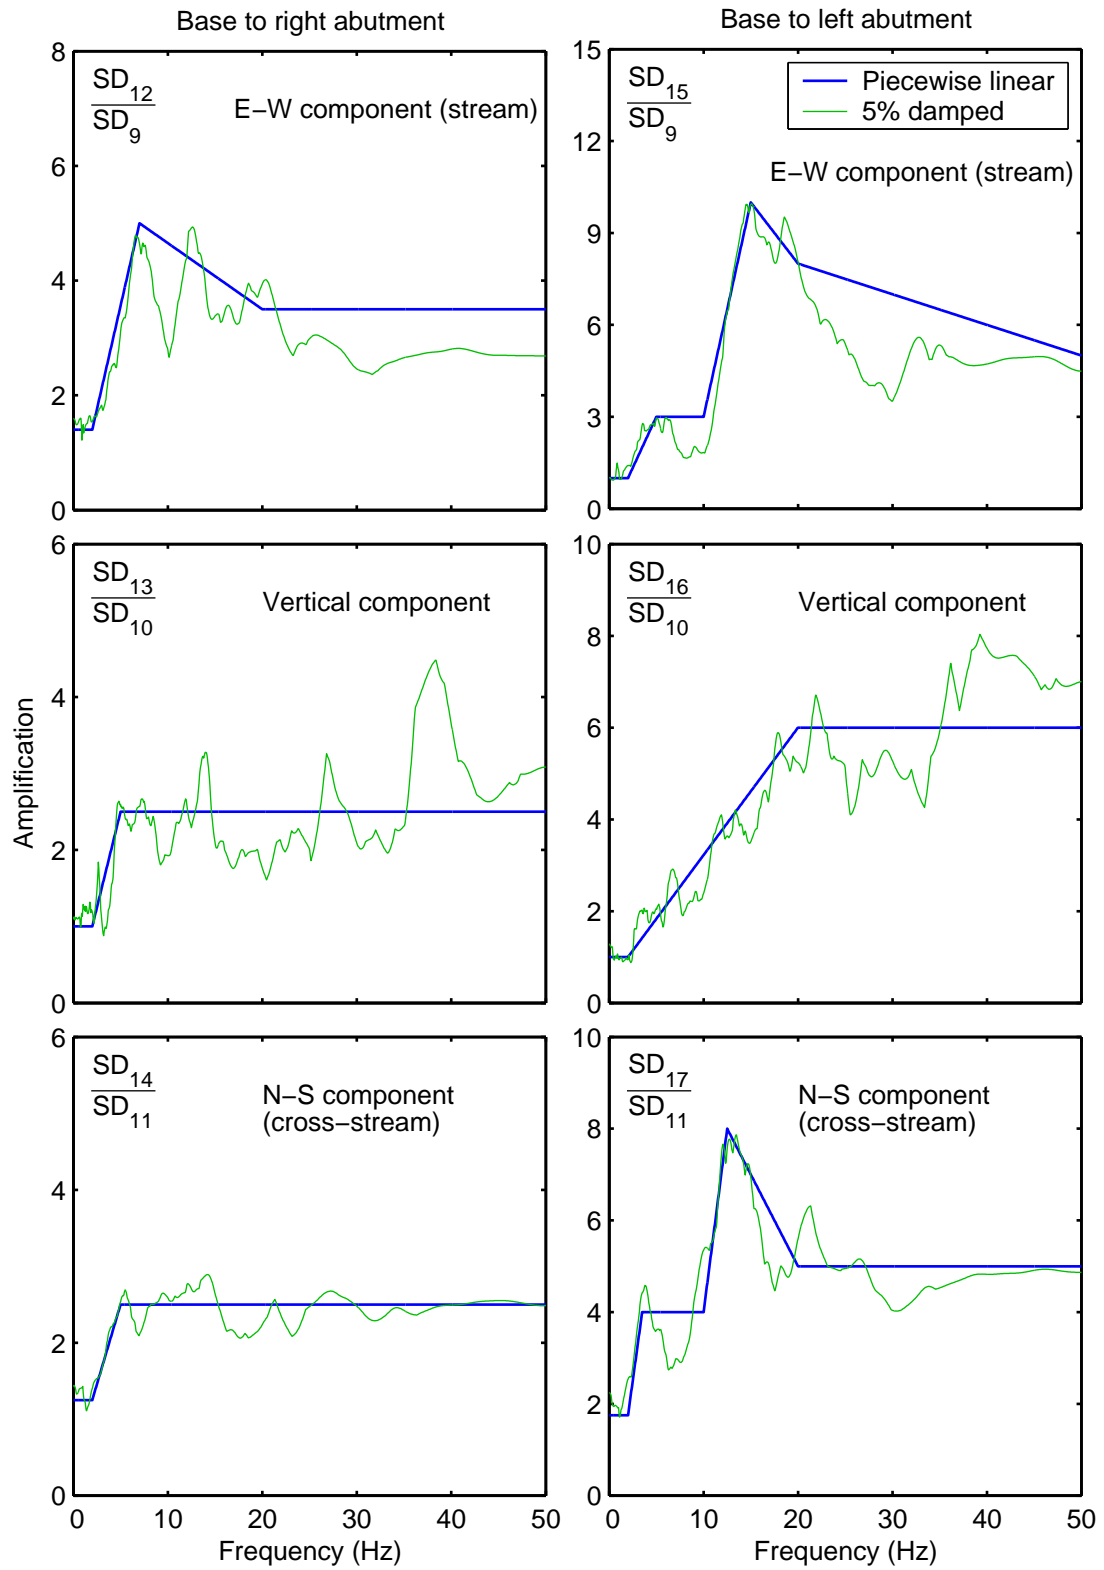 Base to right abutment
Base to left abutment
8
6
4
2
0
SD12
SD9
E−W component (stream)
15
12
9
6
3
0
SD15
SD9
Piecewise linear
5% damped
E−W component (stream)
6
4
2
0
SD13
SD10
Vertical component
10
8
6
4
2
0
SD16
SD10
Vertical component
Amplification
6
4
2
0
SD14
SD11
N−S component
(cross−stream)
0 10 20 30 40 50
Frequency (Hz)
10
8
6
4
2
0
SD17
SD11
N−S component
(cross−stream)
0 10 20 30 40 50
Frequency (Hz)